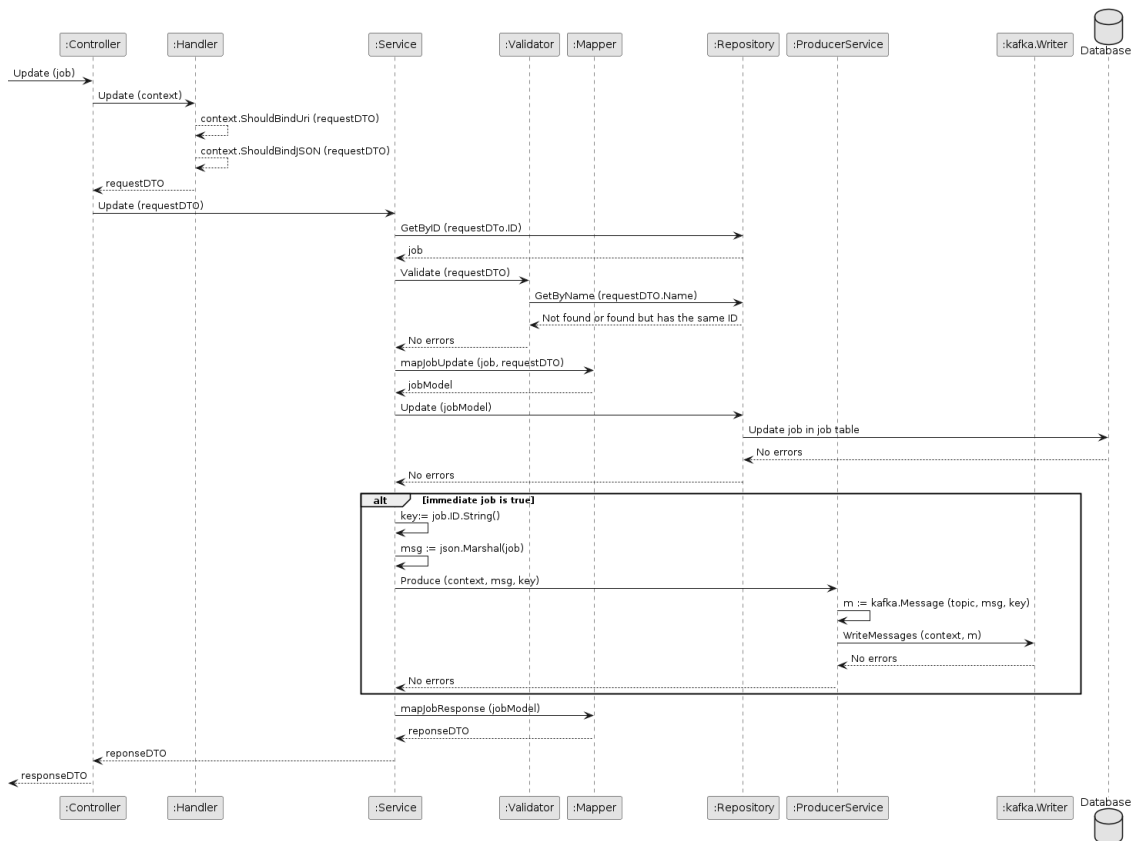 :Controller
:Handler
:Service
:Validator
:Mapper
:Repository
:ProducerService
:kafka.Writer
Database
Update (job)
Update (context)
context.ShouldBindUri (requestDTO)
context.ShouldBindJSON (requestDTO)
requestDTO
Update (requestDTO)
GetByID (requestDTo.ID)
job
Validate (requestDTO)
GetByName (requestDTO.Name)
Not found or found but has the same ID
No errors
mapJobUpdate (job, requestDTO)
jobModel
Update (jobModel)
Update job in job table
No errors
No errors
alt [immediate job is true]
key:= job.ID.String()
msg := json.Marshal(job)
Produce (context, msg, key)
m := kafka.Message (topic, msg, key)
WriteMessages (context, m)
No errors
No errors
mapJobResponse (jobModel)
reponseDTO
reponseDTO
responseDTO
:Controller
:Handler
:Service
:Validator
:Mapper
:Repository
:ProducerService
:kafka.Writer
Database